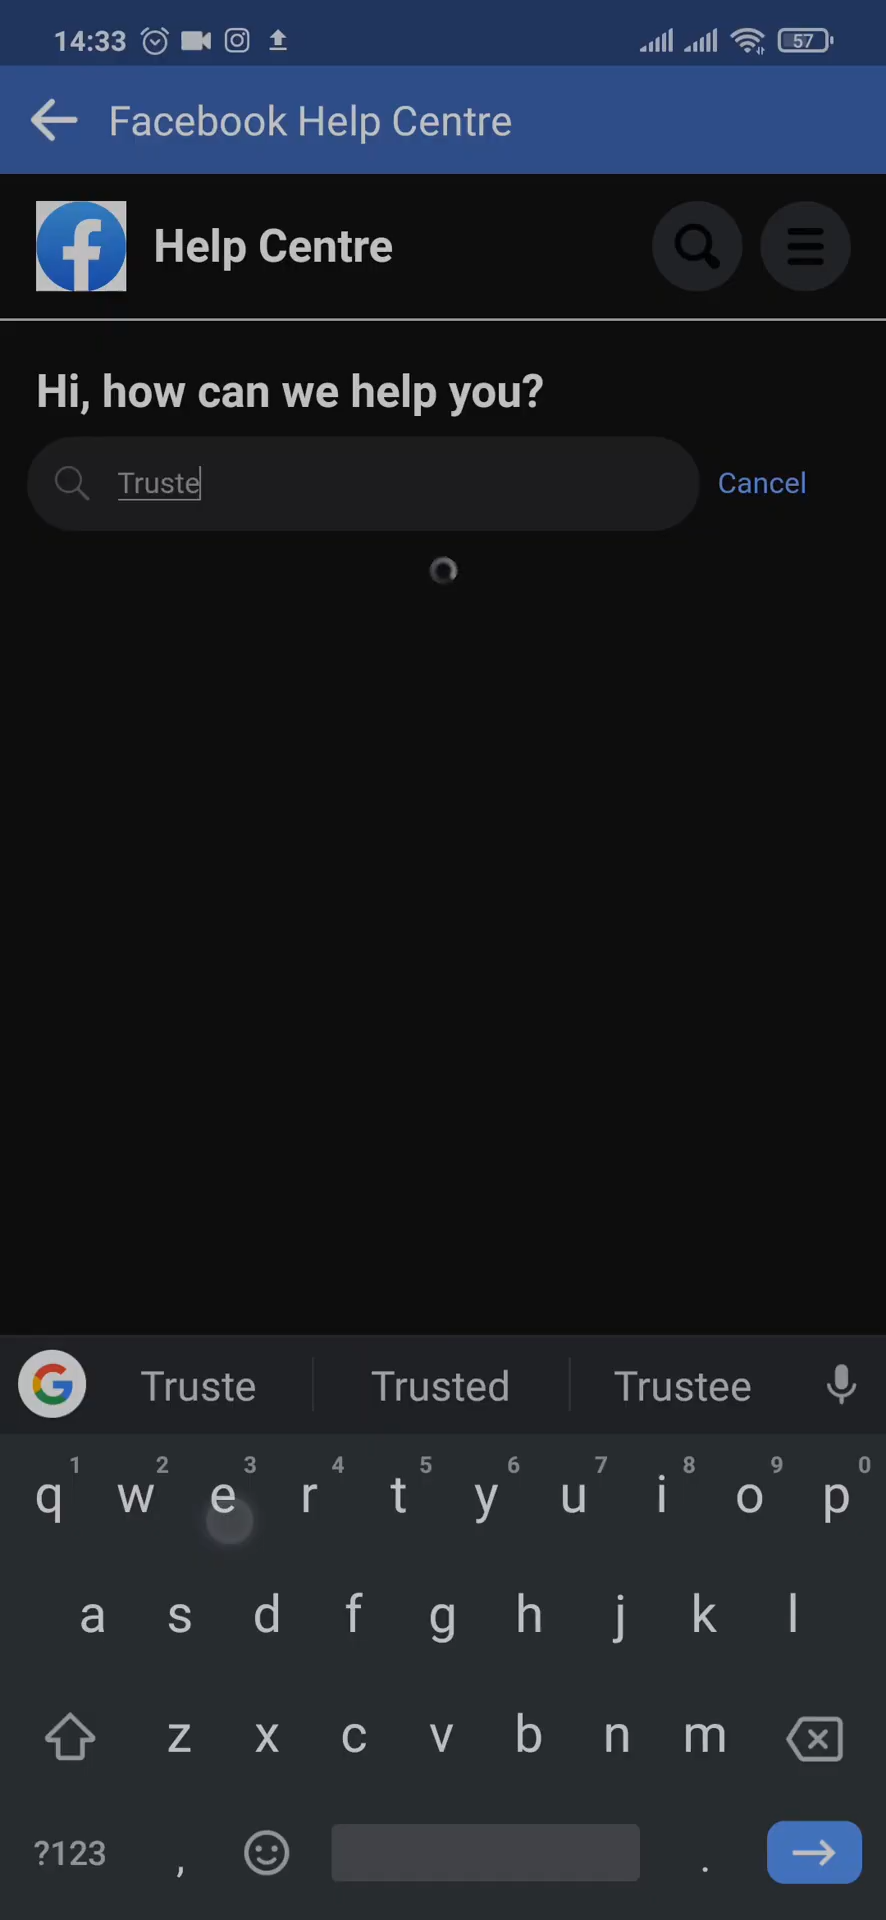 14:33 57
Facebook Help Centre
Help Centre
Hi, how can we help you?
Truste Cancel
Truste Trusted Trustee
1 2 3 4 5 6 7 8 9 0
q w e r t y u i o p
a s d f g h j k l
z x c v b n m
?123 , .